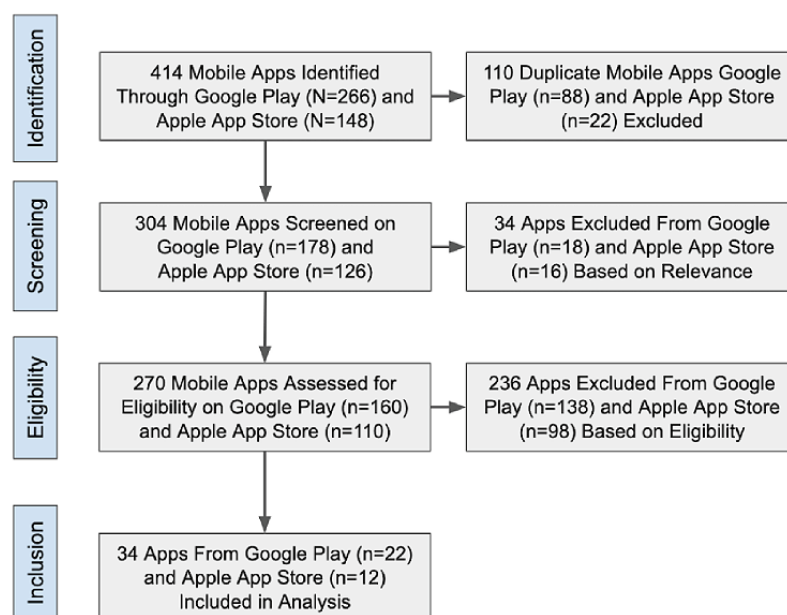 Identification
414 Mobile Apps Identified
Through Google Play (N=266) and
Apple App Store (N=148)
110 Duplicate Mobile Apps Google
Play (n=88) and Apple App Store
(n=22) Excluded
Screening
304 Mobile Apps Screened on
Google Play (n=178) and
Apple App Store (n=126)
34 Apps Excluded From Google
Play (n=18) and Apple App Store
(n=16) Based on Relevance
Eligibility
270 Mobile Apps Assessed for
Eligibility on Google Play (n=160)
and Apple App Store (n=110)
236 Apps Excluded From Google
Play (n=138) and Apple App Store
(n=98) Based on Eligibility
Inclusion
34 Apps From Google Play (n=22)
and Apple App Store (n=12)
Included in Analysis